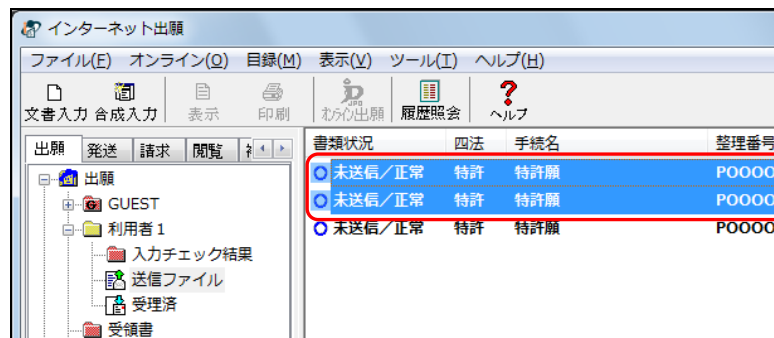 インターネット出願
ファイル(F) オンライン(O) 目録(M) 表示(V) ツール(T) ヘルプ(H)
文書入力 合成入力 表示 印刷 オンライン出願 履歴照会 ヘルプ
出願 発送 請求 閲覧
書類状況 四法 手続名 整理番号
出願
GUEST
利用者1
入力チェック結果
送信ファイル
受理済
受領書
未送信/正常 特許 特許願 POOOO
未送信/正常 特許 特許願 POOOO
未送信/正常 特許 特許願 POOOO